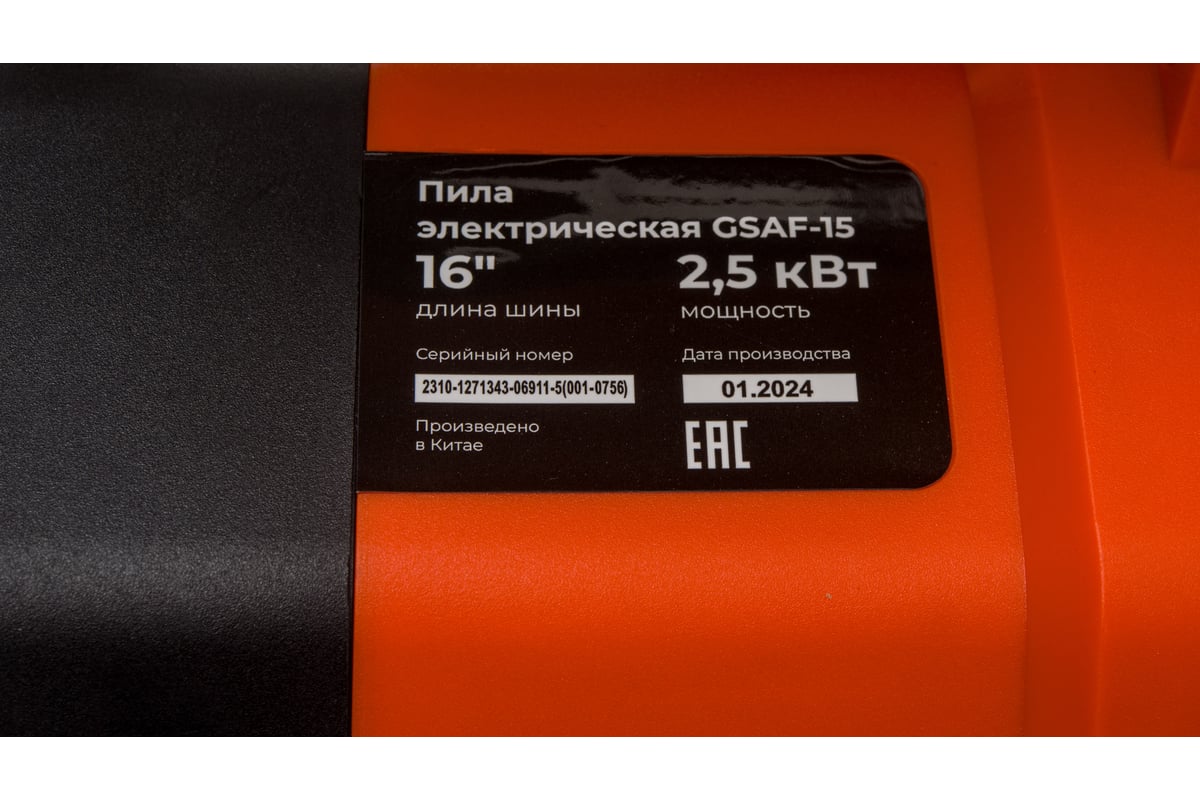 Пила
электрическая GSAF-15
16" 2,5 кВт
длина шины мощность
Серийный номер Дата производства
2310-1271343-06911-5(001-0756) 01.2024
Произведено
в Китае
EAC